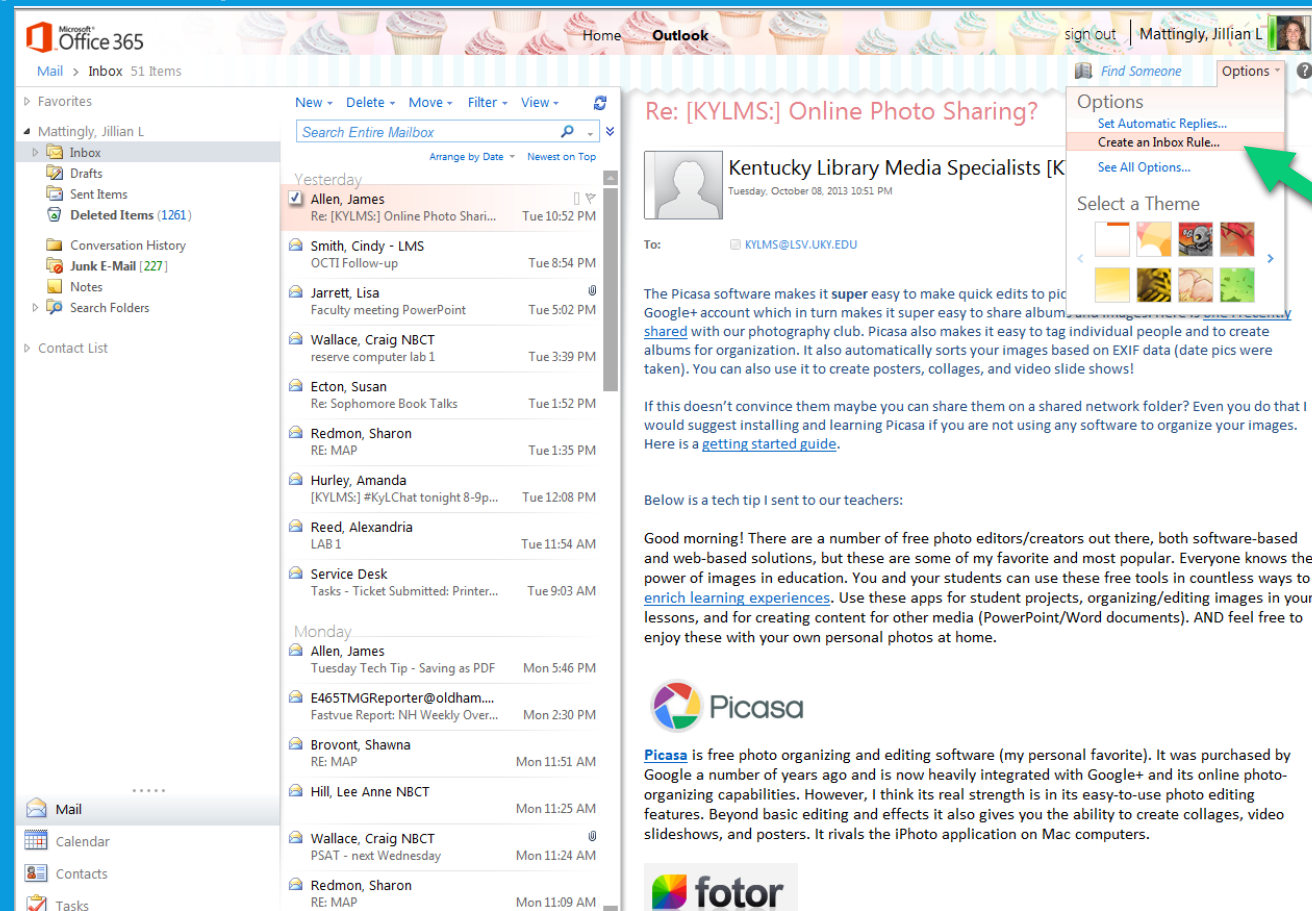 Microsoft®
Office 365
Home
Outlook
sign out
Mattingly, Jillian L
Mail > Inbox 51 Items
Find Someone
Options
Favorites
Mattingly, Jillian L
Inbox
Drafts
Sent Items
Deleted Items (1261)
Conversation History
Junk E-Mail [227]
Notes
Search Folders
Contact List
Mail
Calendar
Contacts
Tasks
New
Delete
Move
Filter
View
Search Entire Mailbox
Arrange by Date
Newest on Top
Yesterday
Allen, James
Re: [KYLMS:] Online Photo Shari... Tue 10:52 PM
Smith, Cindy - LMS
OCTI Follow-up Tue 8:54 PM
Jarrett, Lisa
Faculty meeting PowerPoint Tue 5:02 PM
Wallace, Craig NBCT
reserve computer lab 1 Tue 3:39 PM
Ecton, Susan
Re: Sophomore Book Talks Tue 1:52 PM
Redmon, Sharon
RE: MAP Tue 1:35 PM
Hurley, Amanda
[KYLMS:] #KyLChat tonight 8-9p... Tue 12:08 PM
Reed, Alexandria
LAB 1 Tue 11:54 AM
Service Desk
Tasks - Ticket Submitted: Printer... Tue 9:03 AM
Monday
Allen, James
Tuesday Tech Tip - Saving as PDF Mon 5:46 PM
E465TMGReporter@oldham....
Fastvue Report: NH Weekly Over... Mon 2:30 PM
Brovont, Shawna
RE: MAP Mon 11:51 AM
Hill, Lee Anne NBCT
Mon 11:25 AM
Wallace, Craig NBCT
PSAT - next Wednesday Mon 11:24 AM
Redmon, Sharon
RE: MAP Mon 11:09 AM
Re: [KYLMS:] Online Photo Sharing?
Kentucky Library Media Specialists [K
Tuesday, October 08, 2013 10:51 PM
To: KYLMS@LSV.UKY.EDU
Options
Set Automatic Replies...
Create an Inbox Rule...
See All Options...
Select a Theme
The Picasa software makes it super easy to make quick edits to pic
Google+ account which in turn makes it super easy to share albums and images. Here is one I recently
shared with our photography club. Picasa also makes it easy to tag individual people and to create
albums for organization. It also automatically sorts your images based on EXIF data (date pics were
taken). You can also use it to create posters, collages, and video slide shows!
If this doesn't convince them maybe you can share them on a shared network folder? Even you do that I
would suggest installing and learning Picasa if you are not using any software to organize your images.
Here is a getting started guide.
Below is a tech tip I sent to our teachers:
Good morning! There are a number of free photo editors/creators out there, both software-based
and web-based solutions, but these are some of my favorite and most popular. Everyone knows the
power of images in education. You and your students can use these free tools in countless ways to
enrich learning experiences. Use these apps for student projects, organizing/editing images in your
lessons, and for creating content for other media (PowerPoint/Word documents). AND feel free to
enjoy these with your own personal photos at home.
Picasa
Picasa is free photo organizing and editing software (my personal favorite). It was purchased by
Google a number of years ago and is now heavily integrated with Google+ and its online photo-
organizing capabilities. However, I think its real strength is in its easy-to-use photo editing
features. Beyond basic editing and effects it also gives you the ability to create collages, video
slideshows, and posters. It rivals the iPhoto application on Mac computers.
fotor